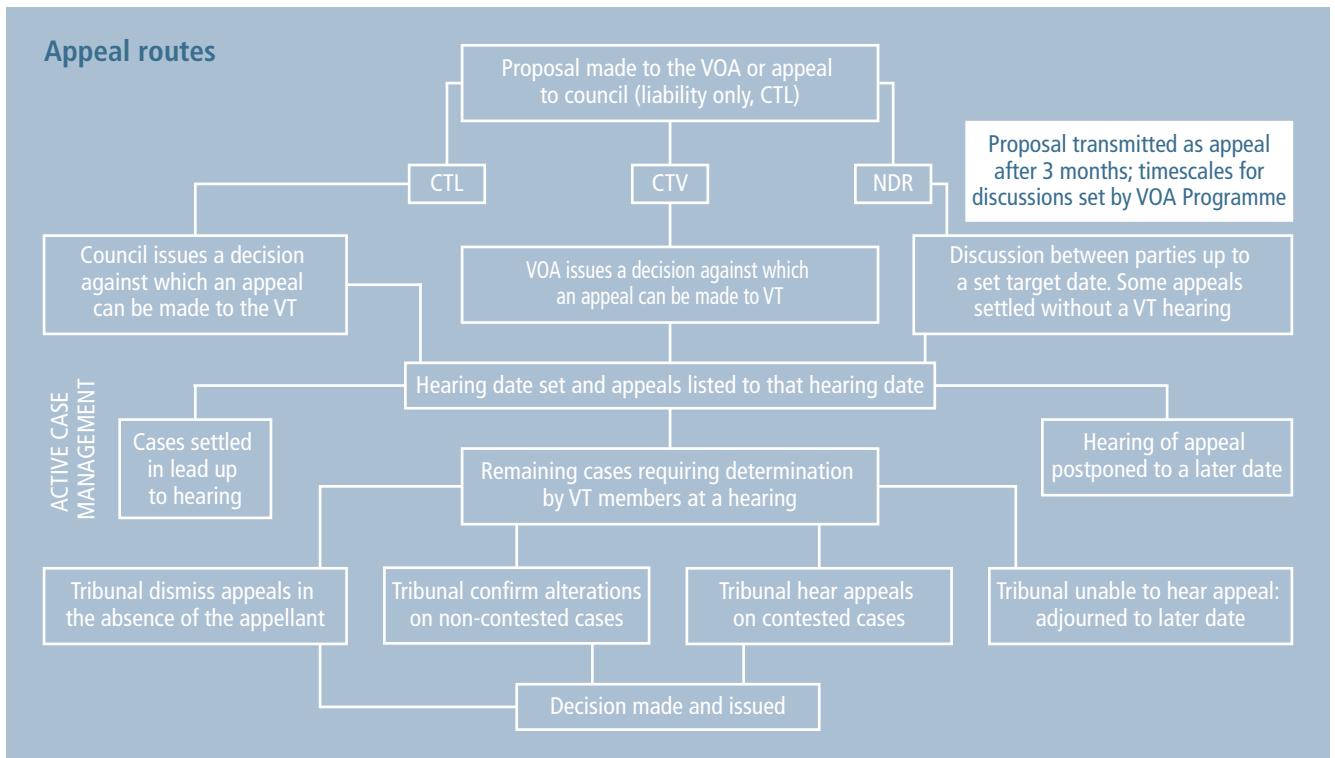 Appeal routes
Proposal made to the VOA or appeal
to council (liability only, CTL)
CTL
CTV
NDR
Proposal transmitted as appeal
after 3 months; timescales for
discussions set by VOA Programme
Council issues a decision
against which an appeal
can be made to the VT
VOA issues a decision against which
an appeal can be made to VT
Discussion between parties up to
a set target date. Some appeals
settled without a VT hearing
Hearing date set and appeals listed to that hearing date
ACTIVE CASE
MANAGEMENT
Cases settled
in lead up
to hearing
Remaining cases requiring determination
by VT members at a hearing
Hearing of appeal
postponed to a later date
Tribunal dismiss appeals in
the absence of the appellant
Tribunal confirm alterations
on non-contested cases
Tribunal hear appeals
on contested cases
Tribunal unable to hear appeal:
adjourned to later date
Decision made and issued